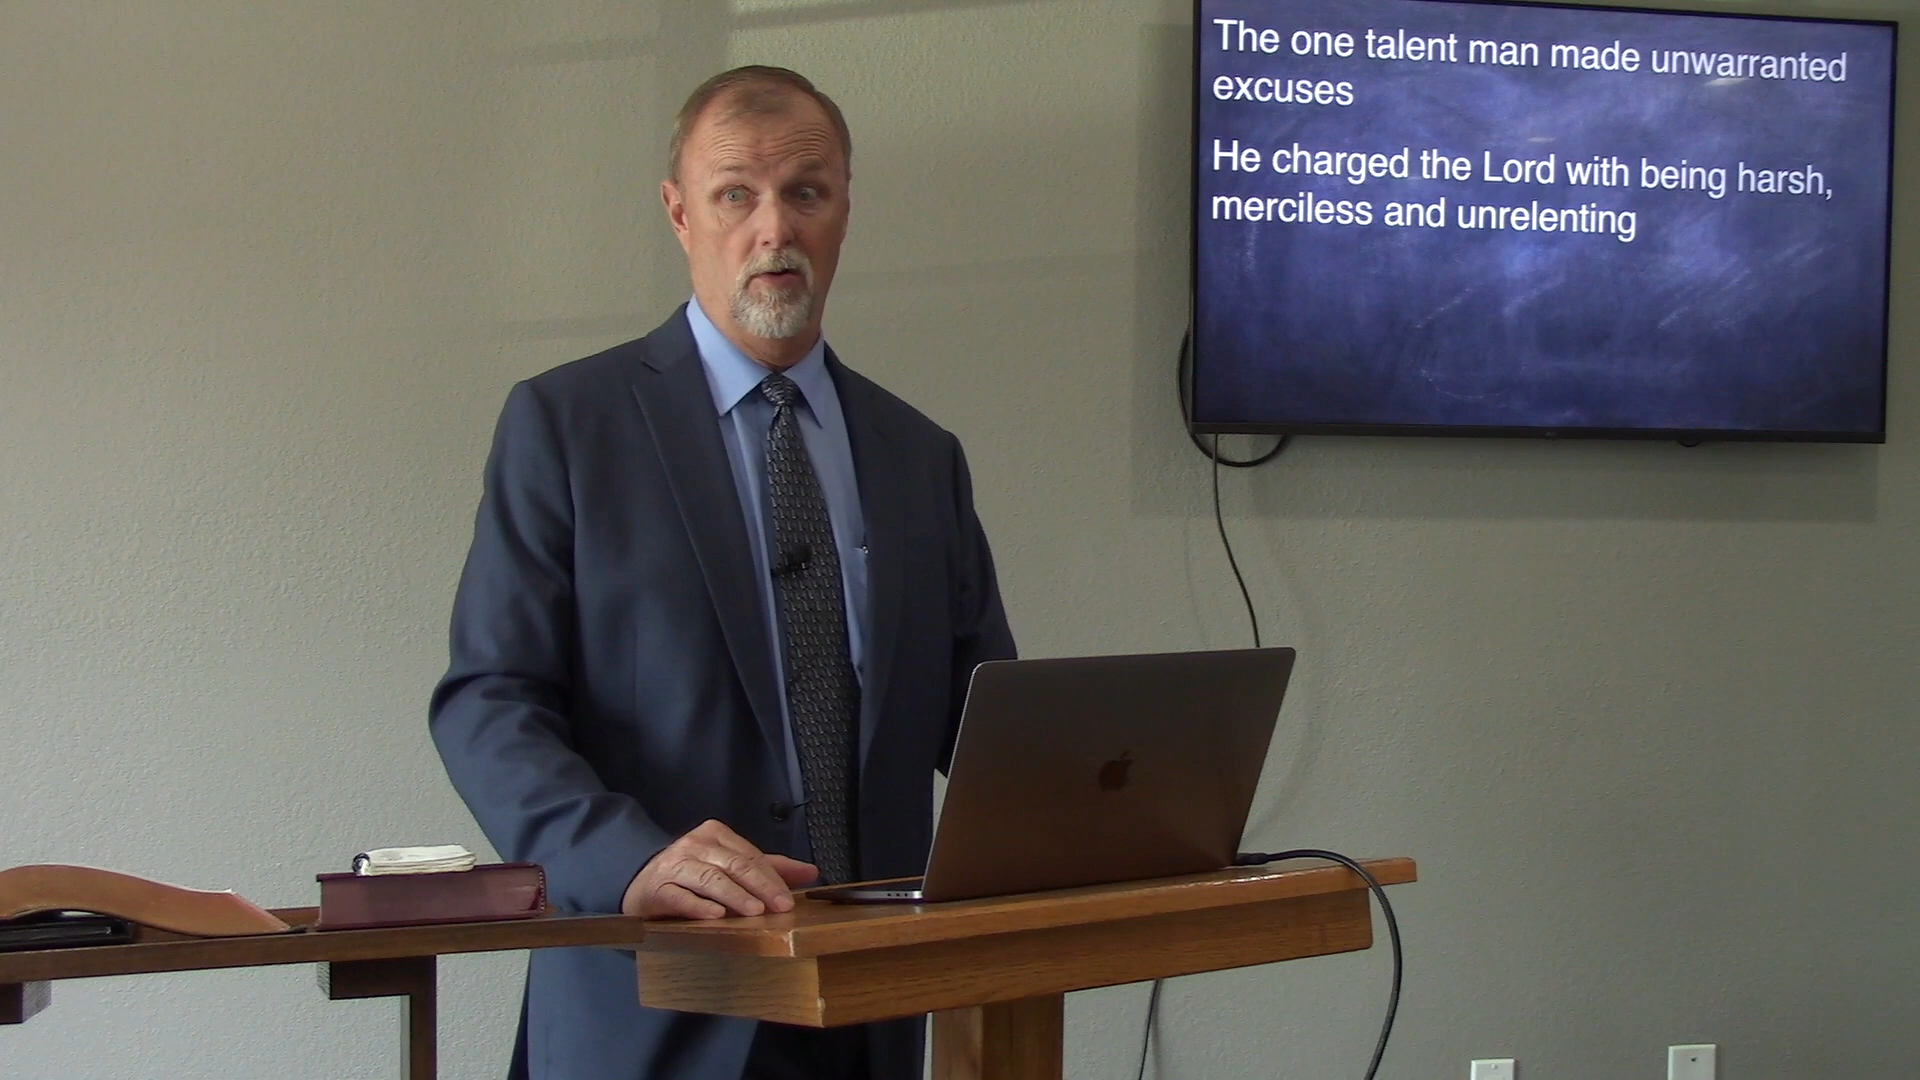 The one talent man made unwarranted
excuses
He charged the Lord with being harsh,
merciless and unrelenting